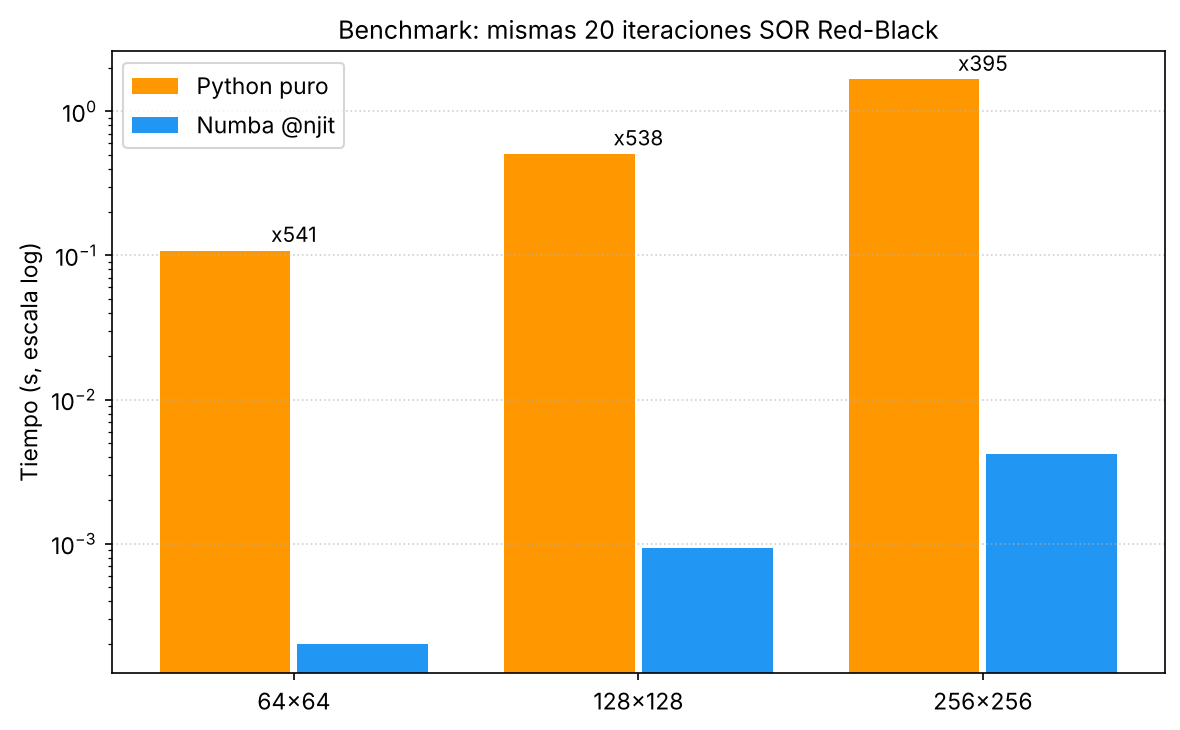 Benchmark: mismas 20 iteraciones SOR Red-Black
Python puro
Numba @njit
x541
x538
x395
10⁰
10⁻¹
10⁻²
10⁻³
Tiempo (s, escala log)
64×64
128×128
256×256